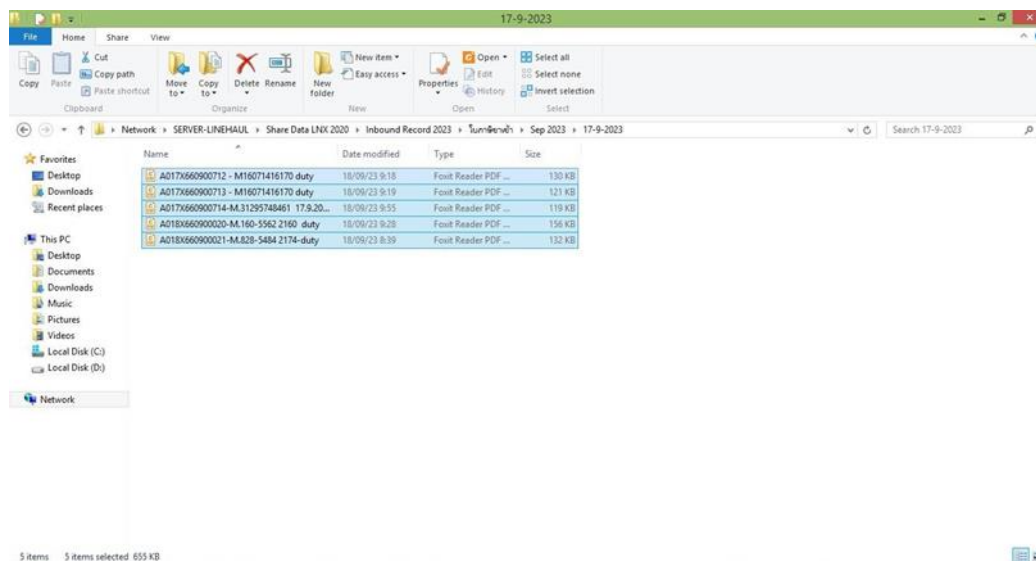 17-9-2023
File Home Share View
Copy
Paste
Cut
Copy path
Paste shortcut
Clipboard
Move to
Copy to
Delete
Rename
Organize
New folder
New item
Easy access
New
Properties
Open
Edit
History
Open
Select all
Select none
Invert selection
Select
Network SERVER-LINEHAUL Share Data LNX 2020 Inbound Record 2023 Sep 2023 17-9-2023
Search 17-9-2023
Favorites
Desktop
Downloads
Recent places
This PC
Desktop
Documents
Downloads
Music
Pictures
Videos
Local Disk (C:)
Local Disk (D:)
Network
Name Date modified Type Size
A017X660900712 - M16071416170 duty 18/09/23 9:18 Foxit Reader PDF ... 130 KB
A017X660900713 - M16071416170 duty 18/09/23 9:19 Foxit Reader PDF ... 121 KB
A017X660900714-M.31295748461 17.9.20... 18/09/23 9:55 Foxit Reader PDF ... 119 KB
A018X660900020-M.160-5562 2160 duty 18/09/23 9:28 Foxit Reader PDF ... 156 KB
A018X660900021-M.828-5484 2174-duty 18/09/23 8:39 Foxit Reader PDF ... 132 KB
5 items 5 items selected 655 KB